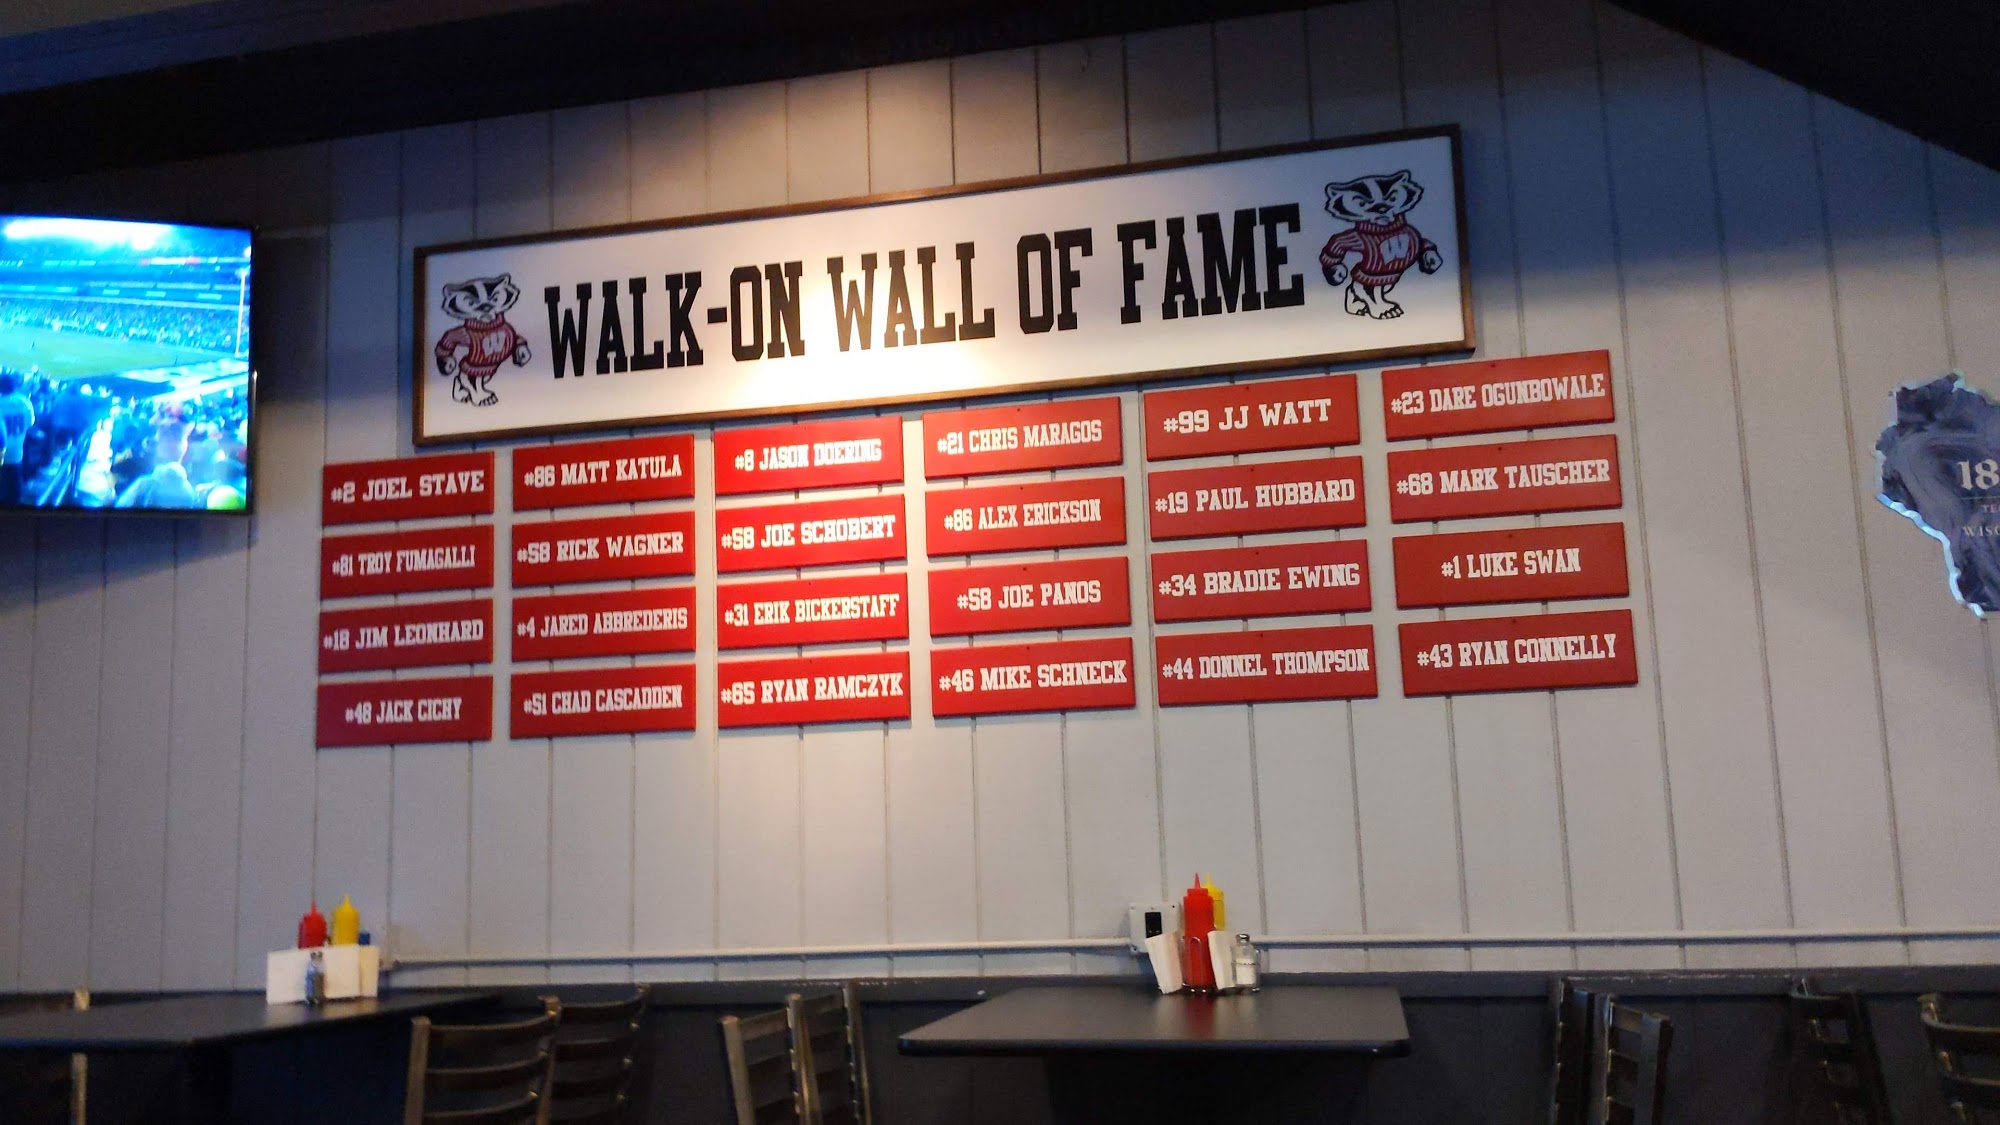 WALK-ON WALL OF FAME
W
W
#2 JOEL STAVE
#86 MATT KATULA
#8 JASON DOERING
#21 CHRIS MARAGOS
#99 JJ WATT
#23 DARE OGUNBOWALE
#81 TROY FUMAGALLI
#58 RICK WAGNER
#58 JOE SCHOBERT
#86 ALEX ERICKSON
#19 PAUL HUBBARD
#68 MARK TAUSCHER
#18 JIM LEONHARD
#4 JARED ABBREDERIS
#31 ERIK BICKERSTAFF
#58 JOE PANOS
#34 BRADIE EWING
#1 LUKE SWAN
#48 JACK CICHY
#51 CHAD CASCADDEN
#65 RYAN RAMCZYK
#46 MIKE SCHNECK
#44 DONNEL THOMPSON
#43 RYAN CONNELLY
18
WISC